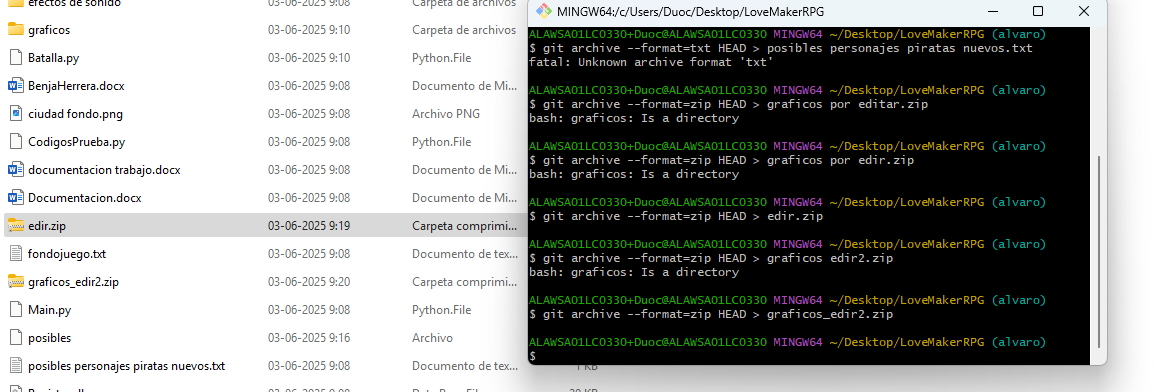 efectos de sonido 03-06-2025 9:08 Carpeta de archivos
graficos 03-06-2025 9:10 Carpeta de archivos
Batalla.py 03-06-2025 9:10 Python.File
BenjaHerrera.docx 03-06-2025 9:08 Documento de Mi...
ciudad fondo.png 03-06-2025 9:08 Archivo PNG
CodigosPrueba.py 03-06-2025 9:08 Python.File
documentacion trabajo.docx 03-06-2025 9:08 Documento de Mi...
Documentacion.docx 03-06-2025 9:08 Documento de Mi...
edir.zip 03-06-2025 9:19 Carpeta comprimi...
fondojuego.txt 03-06-2025 9:08 Documento de tex...
graficos_edir2.zip 03-06-2025 9:20 Carpeta comprimi...
Main.py 03-06-2025 9:08 Python.File
posibles 03-06-2025 9:16 Archivo
posibles personajes piratas nuevos.txt 03-06-2025 9:08 Documento de tex... 1 KB
MINGW64:/c/Users/Duoc/Desktop/LoveMakerRPG
ALAWSA01LC0330+Duoc@ALAWSA01LC0330 MINGW64 ~/Desktop/LoveMakerRPG (alvaro)
$ git archive --format=txt HEAD > posibles personajes piratas nuevos.txt
fatal: Unknown archive format 'txt'
ALAWSA01LC0330+Duoc@ALAWSA01LC0330 MINGW64 ~/Desktop/LoveMakerRPG (alvaro)
$ git archive --format=zip HEAD > graficos por editar.zip
bash: graficos: Is a directory
ALAWSA01LC0330+Duoc@ALAWSA01LC0330 MINGW64 ~/Desktop/LoveMakerRPG (alvaro)
$ git archive --format=zip HEAD > graficos por edir.zip
bash: graficos: Is a directory
ALAWSA01LC0330+Duoc@ALAWSA01LC0330 MINGW64 ~/Desktop/LoveMakerRPG (alvaro)
$ git archive --format=zip HEAD > edir.zip
ALAWSA01LC0330+Duoc@ALAWSA01LC0330 MINGW64 ~/Desktop/LoveMakerRPG (alvaro)
$ git archive --format=zip HEAD > graficos edir2.zip
bash: graficos: Is a directory
ALAWSA01LC0330+Duoc@ALAWSA01LC0330 MINGW64 ~/Desktop/LoveMakerRPG (alvaro)
$ git archive --format=zip HEAD > graficos_edir2.zip
ALAWSA01LC0330+Duoc@ALAWSA01LC0330 MINGW64 ~/Desktop/LoveMakerRPG (alvaro)
$